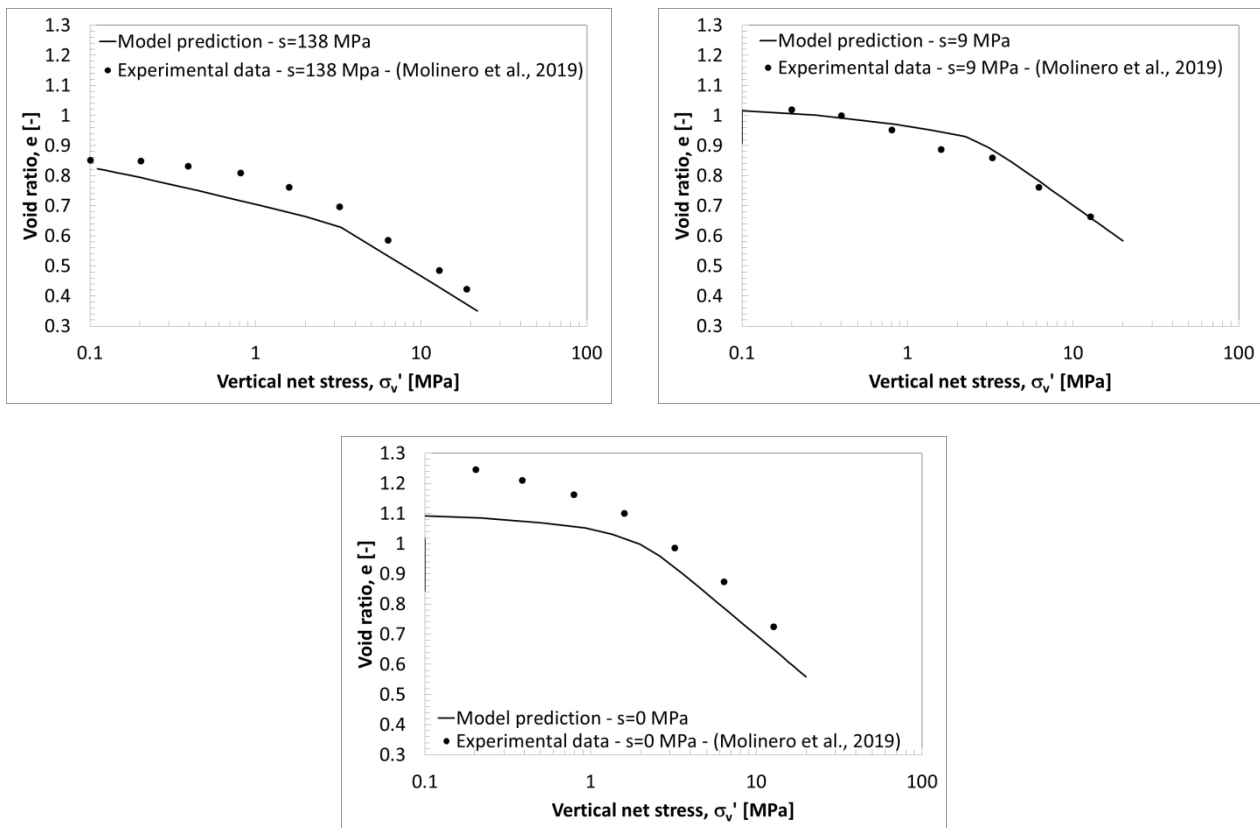 1.3
1.2
1.1
1
0.9
0.8
0.7
0.6
0.5
0.4
0.3
Void ratio, e [-]
Model prediction - s=138 MPa
Experimental data - s=138 Mpa - (Molinero et al., 2019)
0.1 1 10 100
Vertical net stress, σv' [MPa]
1.3
1.2
1.1
1
0.9
0.8
0.7
0.6
0.5
0.4
0.3
Void ratio, e [-]
Model prediction - s=9 MPa
Experimental data - s=9 MPa - (Molinero et al., 2019)
0.1 1 10 100
Vertical net stress, σv' [MPa]
1.3
1.2
1.1
1
0.9
0.8
0.7
0.6
0.5
0.4
0.3
Void ratio, e [-]
Model prediction - s=0 MPa
Experimental data - s=0 MPa - (Molinero et al., 2019)
0.1 1 10 100
Vertical net stress, σv' [MPa]